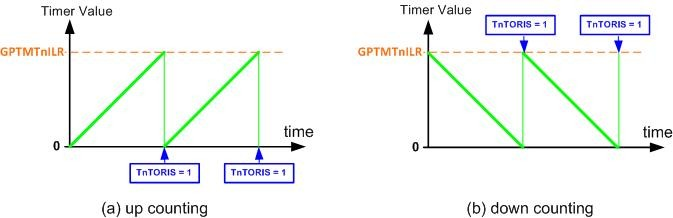 Timer Value
GPTMTnILR
0
time
TnTORIS = 1
TnTORIS = 1
(a) up counting
Timer Value
TnTORIS = 1
TnTORIS = 1
GPTMTnILR
0
time
(b) down counting